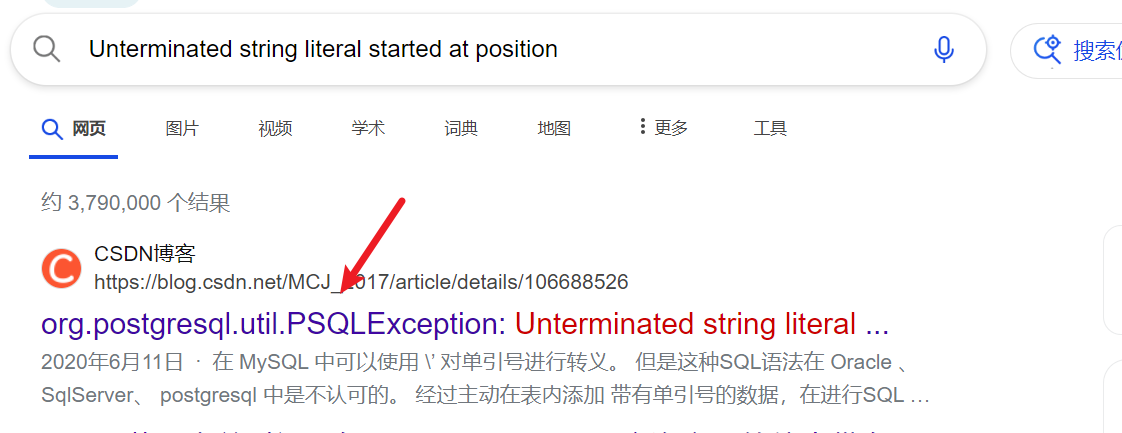 Unterminated string literal started at position
搜索
网页 图片 视频 学术 词典 地图 更多 工具
约 3,790,000 个结果
CSDN博客
https://blog.csdn.net/MCJ_2017/article/details/106688526
org.postgresql.util.PSQLException: Unterminated string literal ...
2020年6月11日 · 在 MySQL 中可以使用 \' 对单引号进行转义。 但是这种SQL语法在 Oracle 、
SqlServer、 postgresql 中是不认可的。 经过主动在表内添加 带有单引号的数据，在进行SQL ...